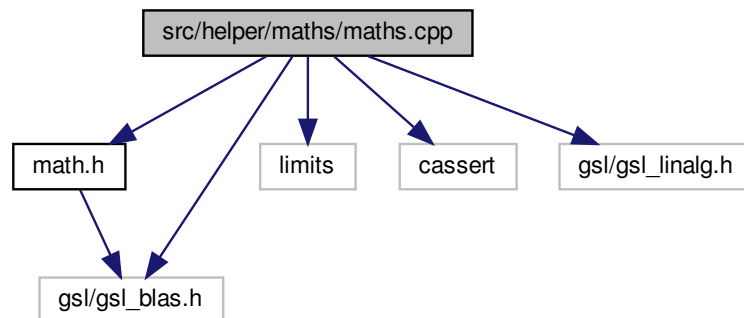 src/helper/maths/maths.cpp
math.h
limits
cassert
gsl/gsl_linalg.h
gsl/gsl_blas.h